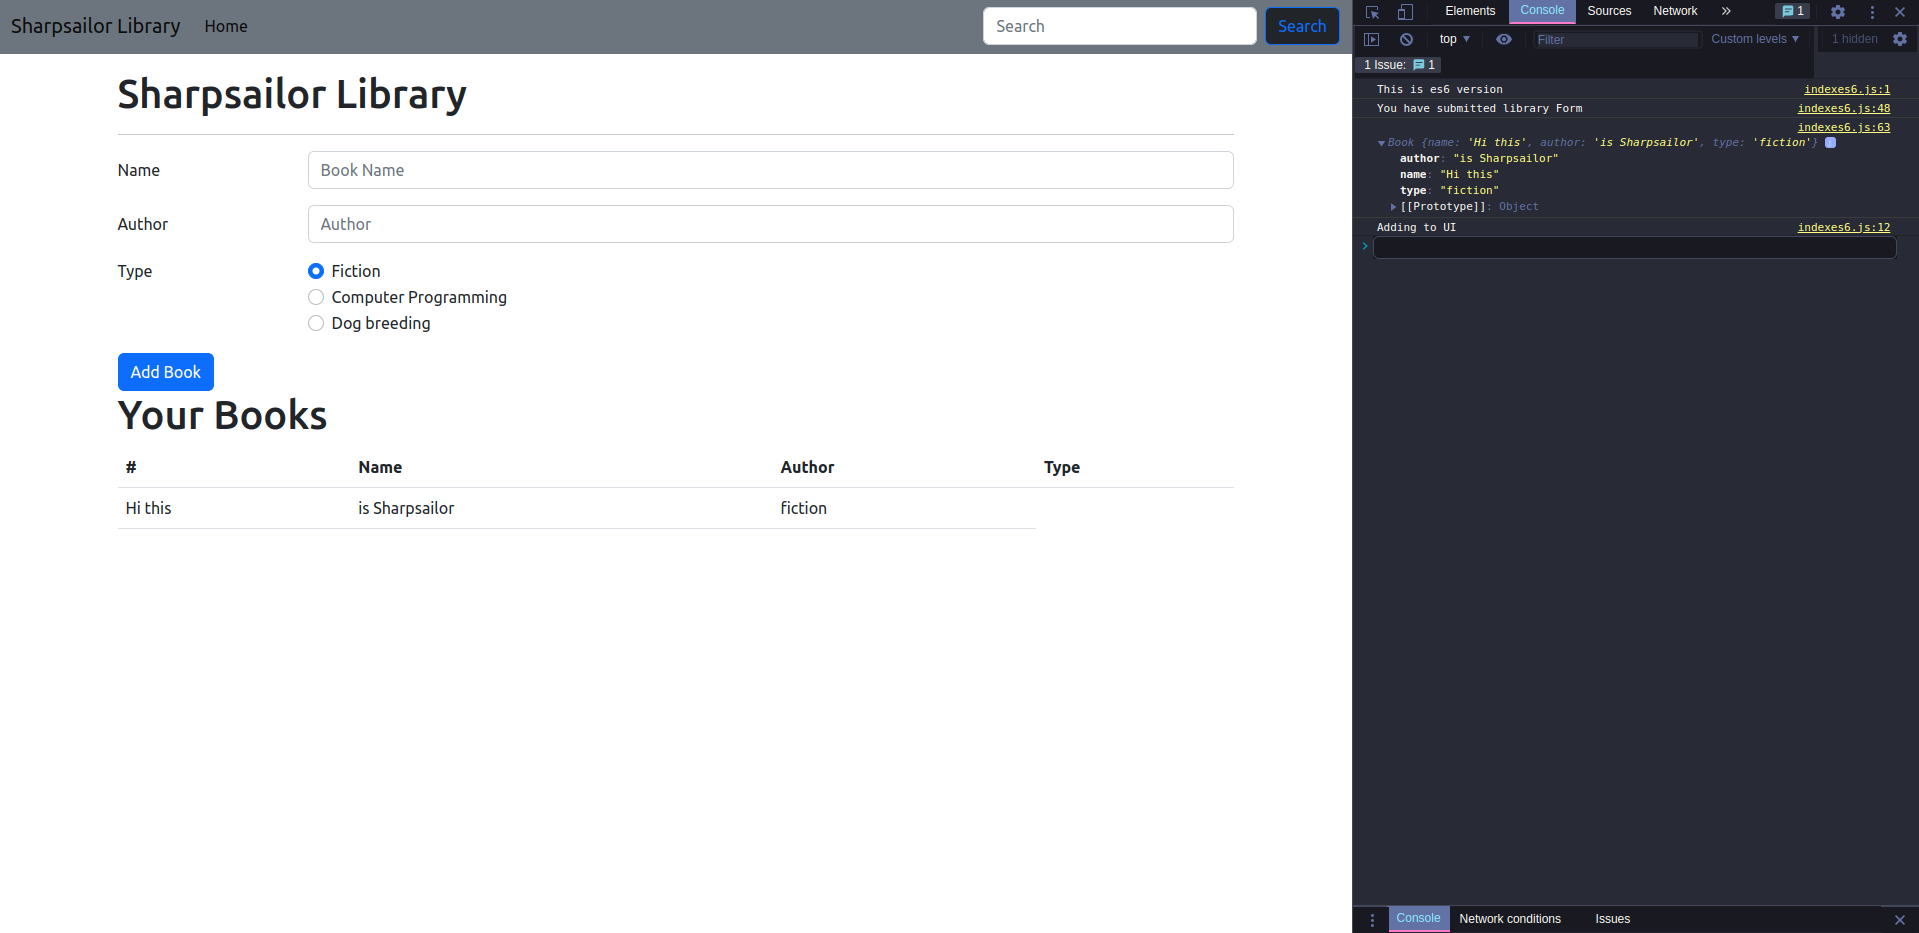 Sharpsailor Library Home Search Search
Sharpsailor Library
Name Book Name
Author Author
Type Fiction
Computer Programming
Dog breeding
Add Book
Your Books
# Name Author Type
Hi this is Sharpsailor fiction
Elements Console Sources Network » 1
top Filter Custom levels 1 hidden
1 Issue: 1
This is es6 version indexes6.js:1
You have submitted library Form indexes6.js:48
indexes6.js:63
Book {name: 'Hi this', author: 'is Sharpsailor', type: 'fiction'} i
author: "is Sharpsailor"
name: "Hi this"
type: "fiction"
[[Prototype]]: Object
Adding to UI indexes6.js:12
Console Network conditions Issues